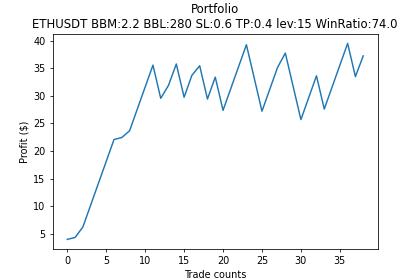 Portfolio
ETHUSDT BBM:2.2 BBL:280 SL:0.6 TP:0.4 lev:15 WinRatio:74.0
40
35
30
25
20
15
10
5
Profit ($)
0 5 10 15 20 25 30 35
Trade counts